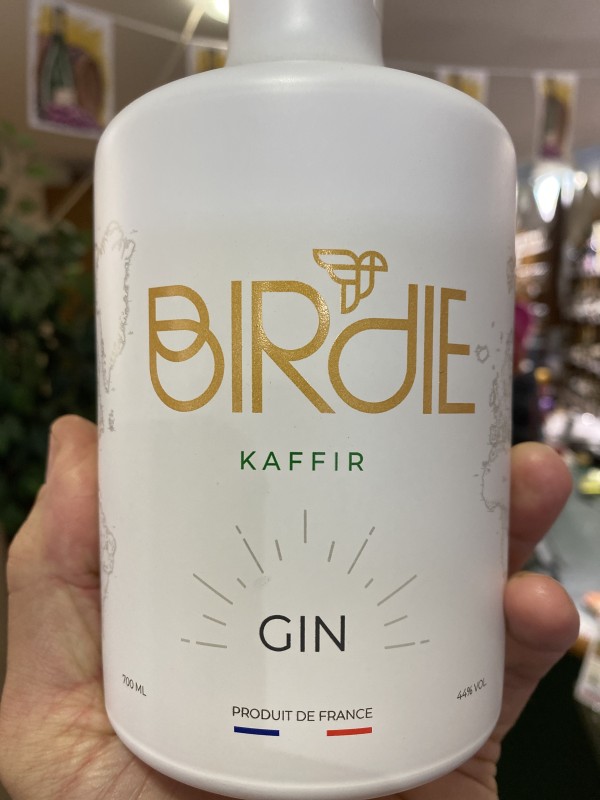 BIRdIE
KAFFIR
GIN
700 ML
44% VOL
PRODUIT DE FRANCE